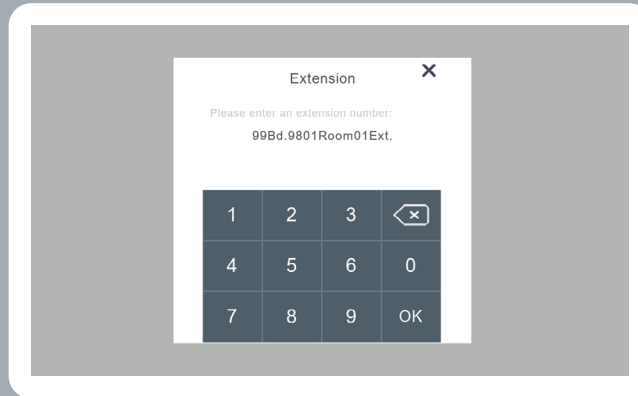 Extension
Please enter an extension number:
99Bd.9801Room01Ext.
1 2 3
4 5 6 0
7 8 9 OK